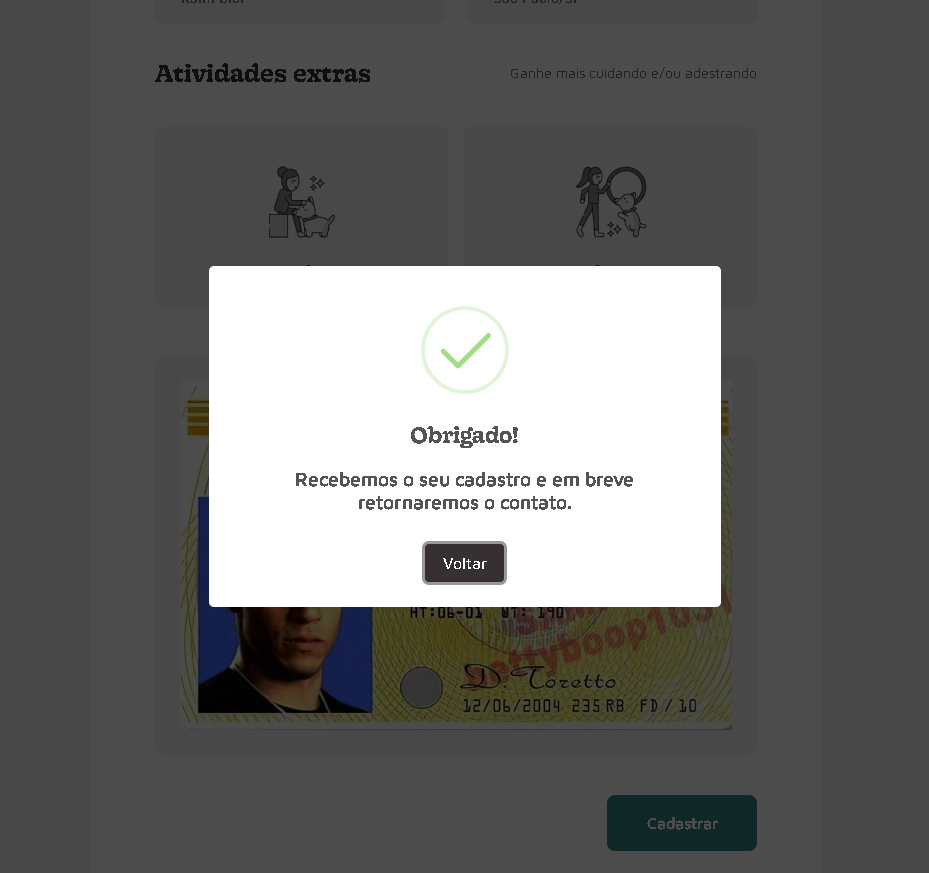 Atividades extras
Ganhe mais cuidando e/ou adestrando
Obrigado!
Recebemos o seu cadastro e em breve
retornaremos o contato.
Voltar
HT:06-01 WT: 190
D. Toretto
12/06/2004 235 RB FD / 10
Cadastrar